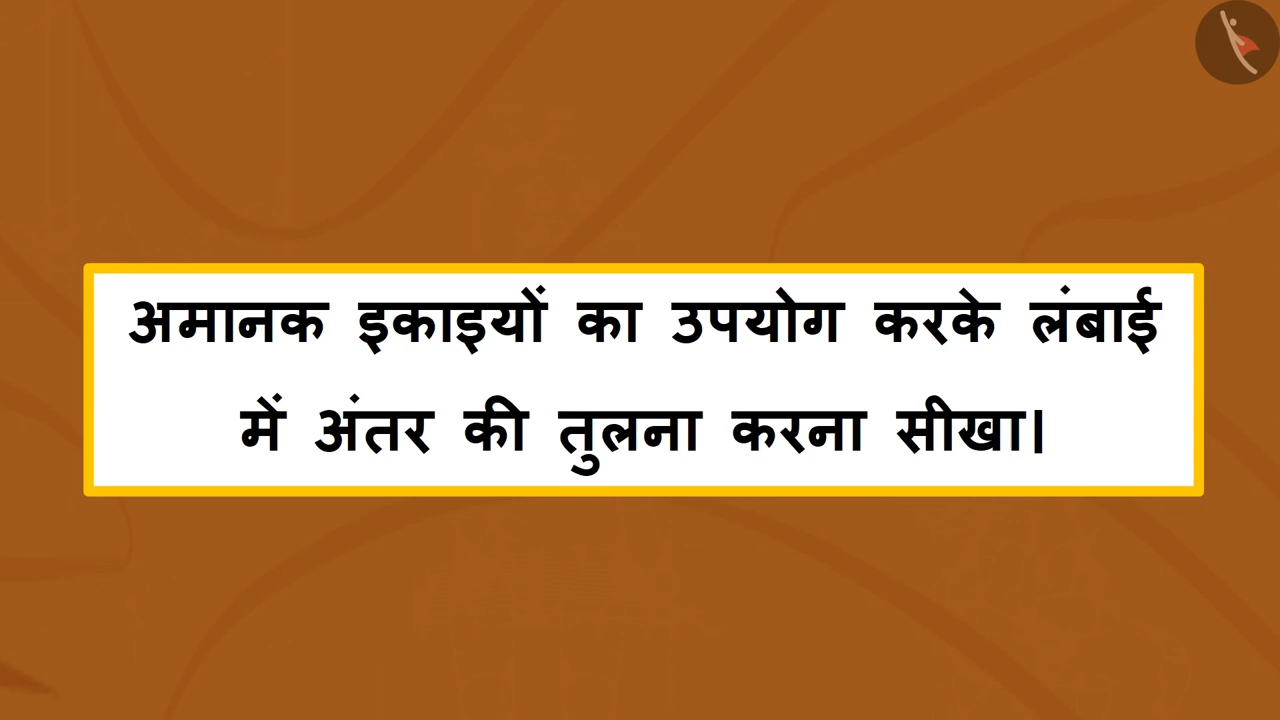 अमानक इकाइयों का उपयोग करके लंबाई
में अंतर की तुलना करना सीखा।